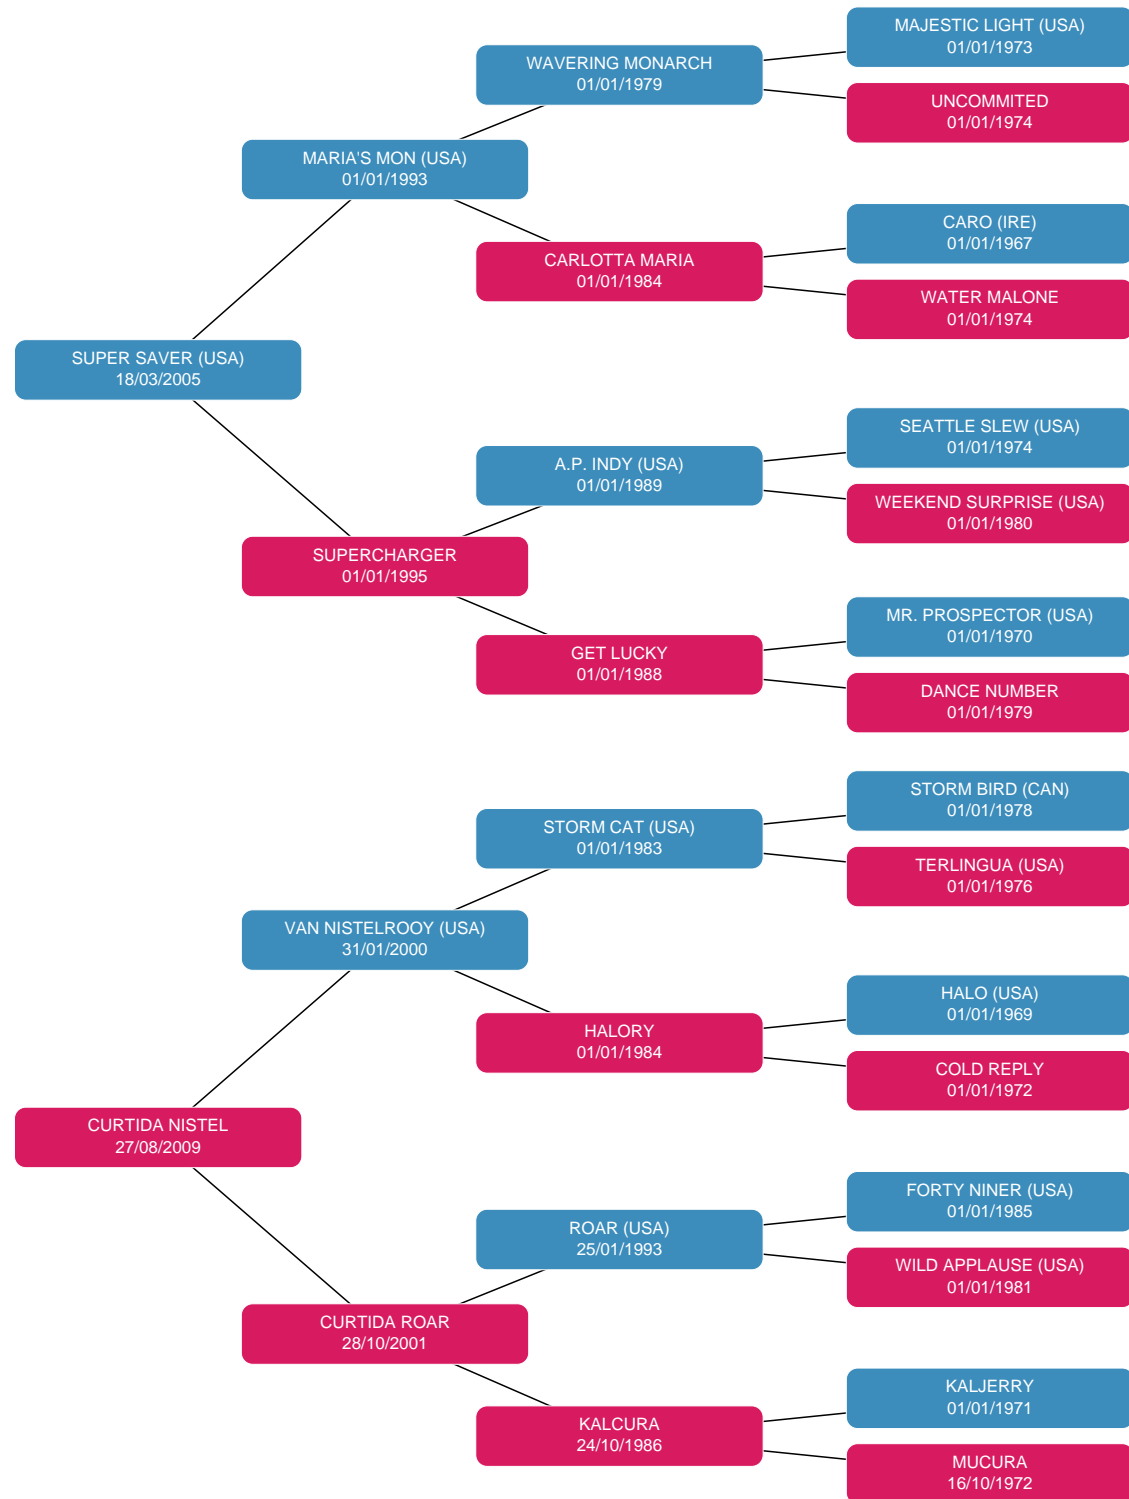 MAJESTIC LIGHT (USA)
01/01/1973
WAVERING MONARCH
01/01/1979
UNCOMMITED
01/01/1974
MARIA'S MON (USA)
01/01/1993
CARO (IRE)
01/01/1967
CARLOTTA MARIA
01/01/1984
WATER MALONE
01/01/1974
SUPER SAVER (USA)
18/03/2005
SEATTLE SLEW (USA)
01/01/1974
A.P. INDY (USA)
01/01/1989
WEEKEND SURPRISE (USA)
01/01/1980
SUPERCHARGER
01/01/1995
MR. PROSPECTOR (USA)
01/01/1970
GET LUCKY
01/01/1988
DANCE NUMBER
01/01/1979
STORM BIRD (CAN)
01/01/1978
STORM CAT (USA)
01/01/1983
TERLINGUA (USA)
01/01/1976
VAN NISTELROOY (USA)
31/01/2000
HALO (USA)
01/01/1969
HALORY
01/01/1984
COLD REPLY
01/01/1972
CURTIDA NISTEL
27/08/2009
FORTY NINER (USA)
01/01/1985
ROAR (USA)
25/01/1993
WILD APPLAUSE (USA)
01/01/1981
CURTIDA ROAR
28/10/2001
KALJERRY
01/01/1971
KALCURA
24/10/1986
MUCURA
16/10/1972